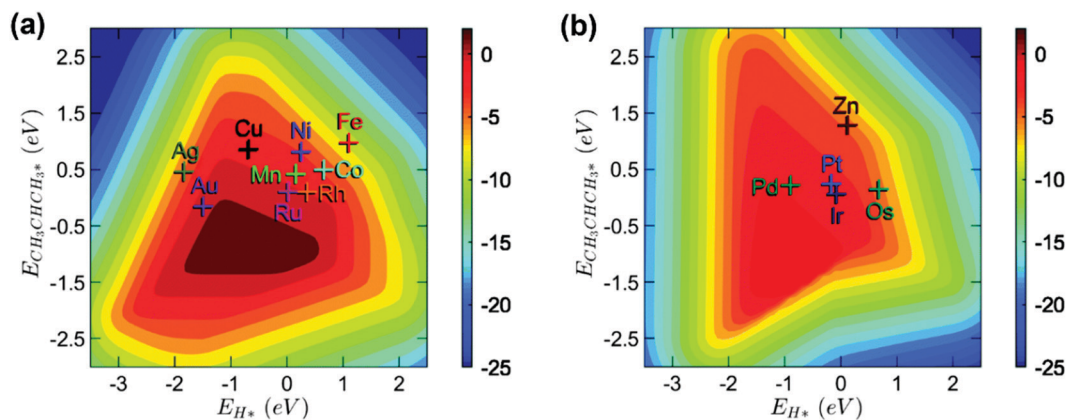 (a)
2.5
1.5
0.5
-0.5
-1.5
-2.5
E_{CH_3CHCH_3*} (eV)
-3 -2 -1 0 1 2
E_{H*} (eV)
Ag
Au
Cu
Ni
Fe
Mn
Co
Rh
Ru
0
-5
-10
-15
-20
-25
(b)
2.5
1.5
0.5
-0.5
-1.5
-2.5
E_{CH_3CHCH_3*} (eV)
-3 -2 -1 0 1 2
E_{H*} (eV)
Zn
Pt
Pd
Ir
Os
0
-5
-10
-15
-20
-25